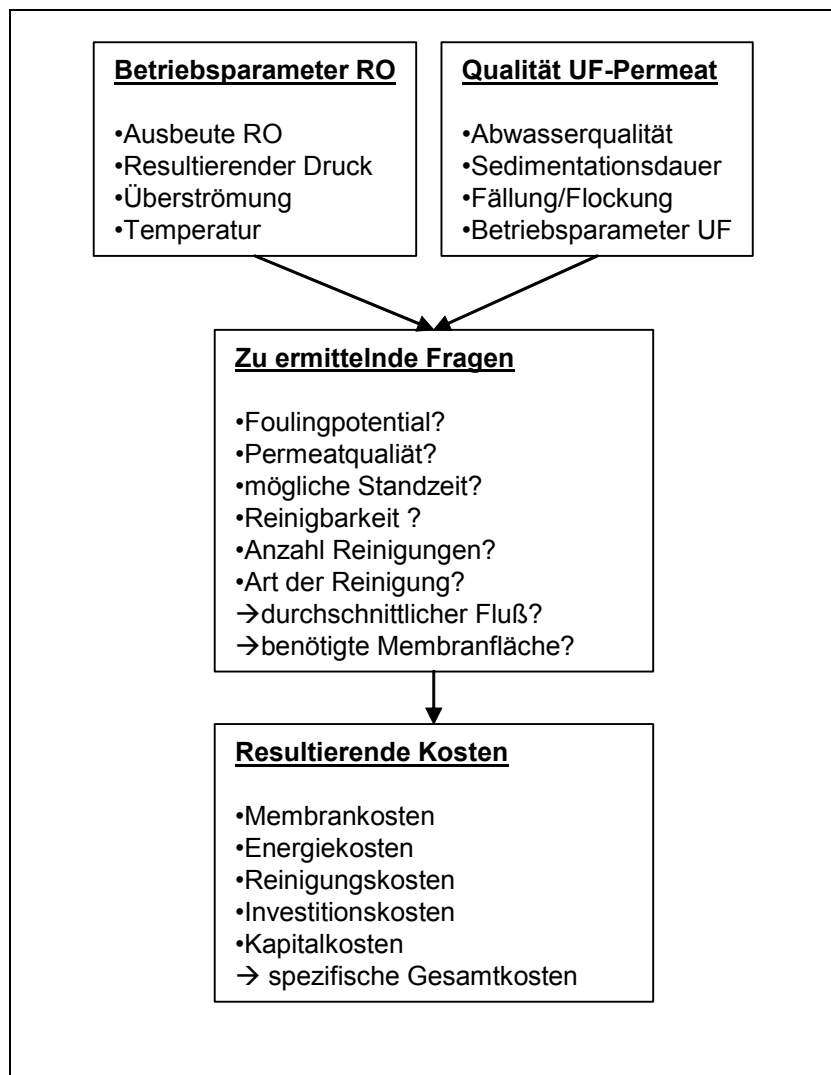 Betriebsparameter RO
•Ausbeute RO
•Resultierender Druck
•Überströmung
•Temperatur
Qualität UF-Permeat
•Abwasserqualität
•Sedimentationsdauer
•Fällung/Flockung
•Betriebsparameter UF
Zu ermittelnde Fragen
•Foulingpotential?
•Permeatqualiät?
•mögliche Standzeit?
•Reinigbarkeit ?
•Anzahl Reinigungen?
•Art der Reinigung?
→durchschnittlicher Fluß?
→benötigte Membranfläche?
Resultierende Kosten
•Membrankosten
•Energiekosten
•Reinigungskosten
•Investitionskosten
•Kapitalkosten
→ spezifische Gesamtkosten